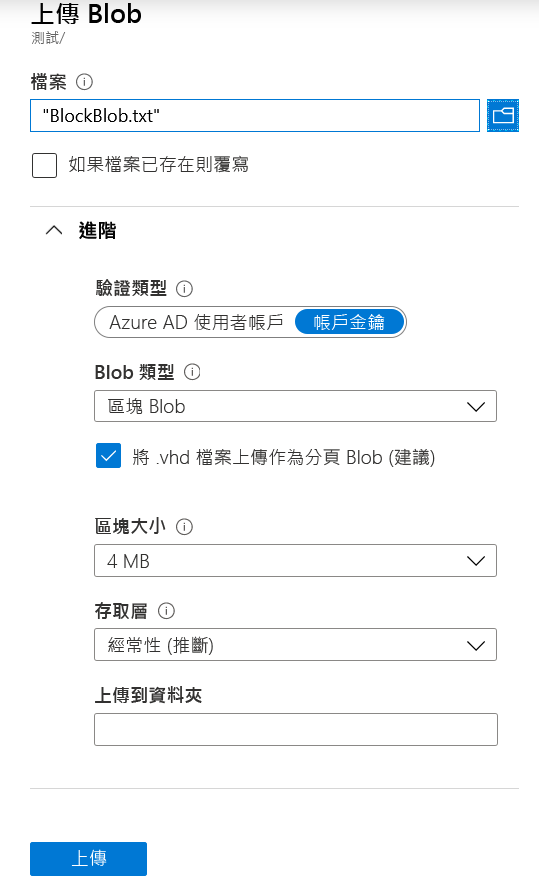 上傳 Blob
測試/
檔案
"BlockBlob.txt"
如果檔案已存在則覆寫
進階
驗證類型
Azure AD 使用者帳戶 帳戶金鑰
Blob 類型
區塊 Blob
將 .vhd 檔案上傳作為分頁 Blob (建議)
區塊大小
4 MB
存取層
經常性 (推斷)
上傳到資料夾
上傳